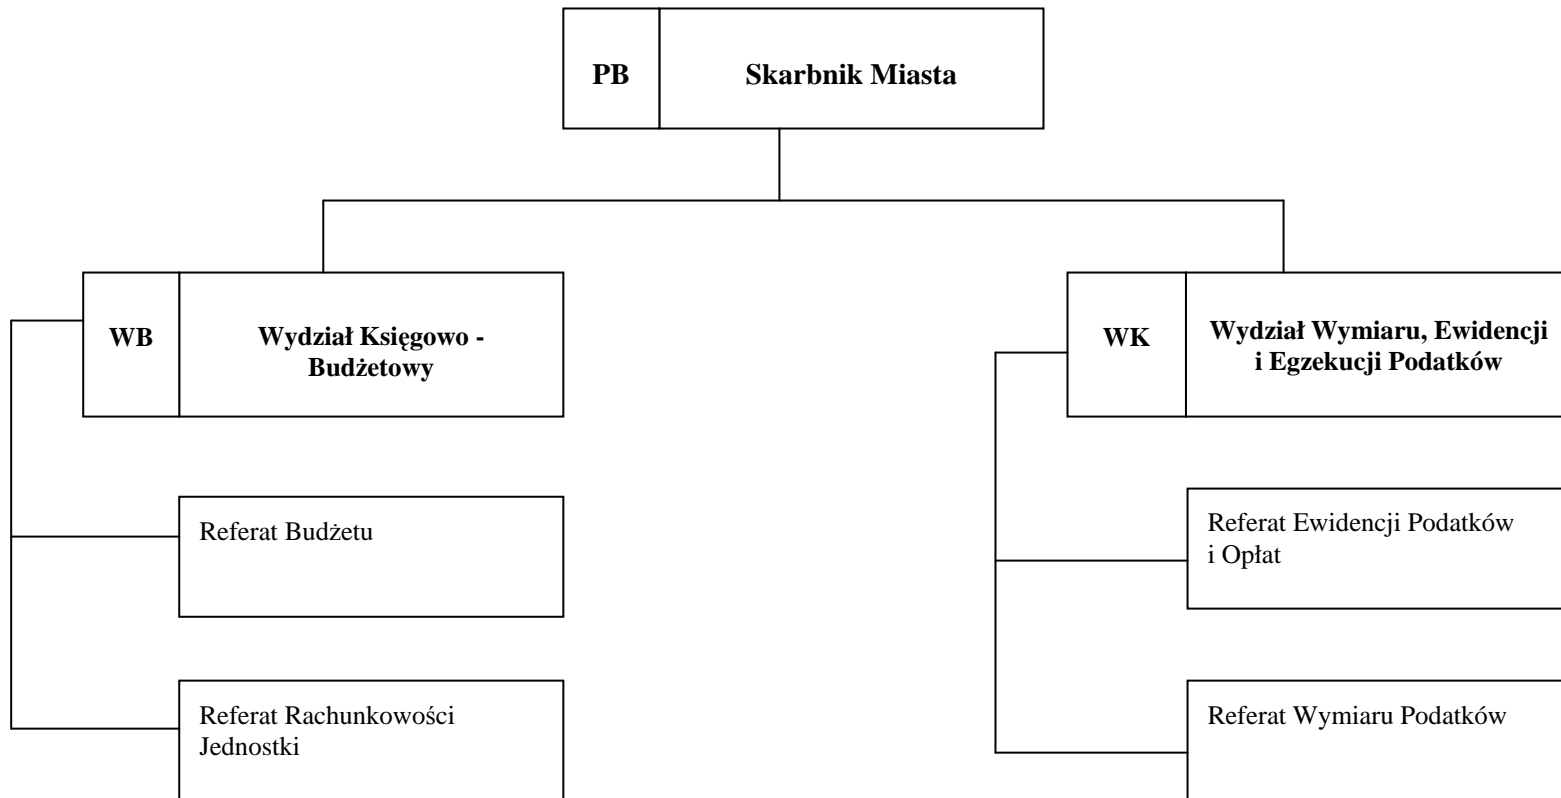 PB
Skarbnik Miasta
WB
Wydział Księgowo -
Budżetowy
WK
Wydział Wymiaru, Ewidencji
i Egzekucji Podatków
Referat Budżetu
Referat Ewidencji Podatków
i Opłat
Referat Rachunkowości
Jednostki
Referat Wymiaru Podatków